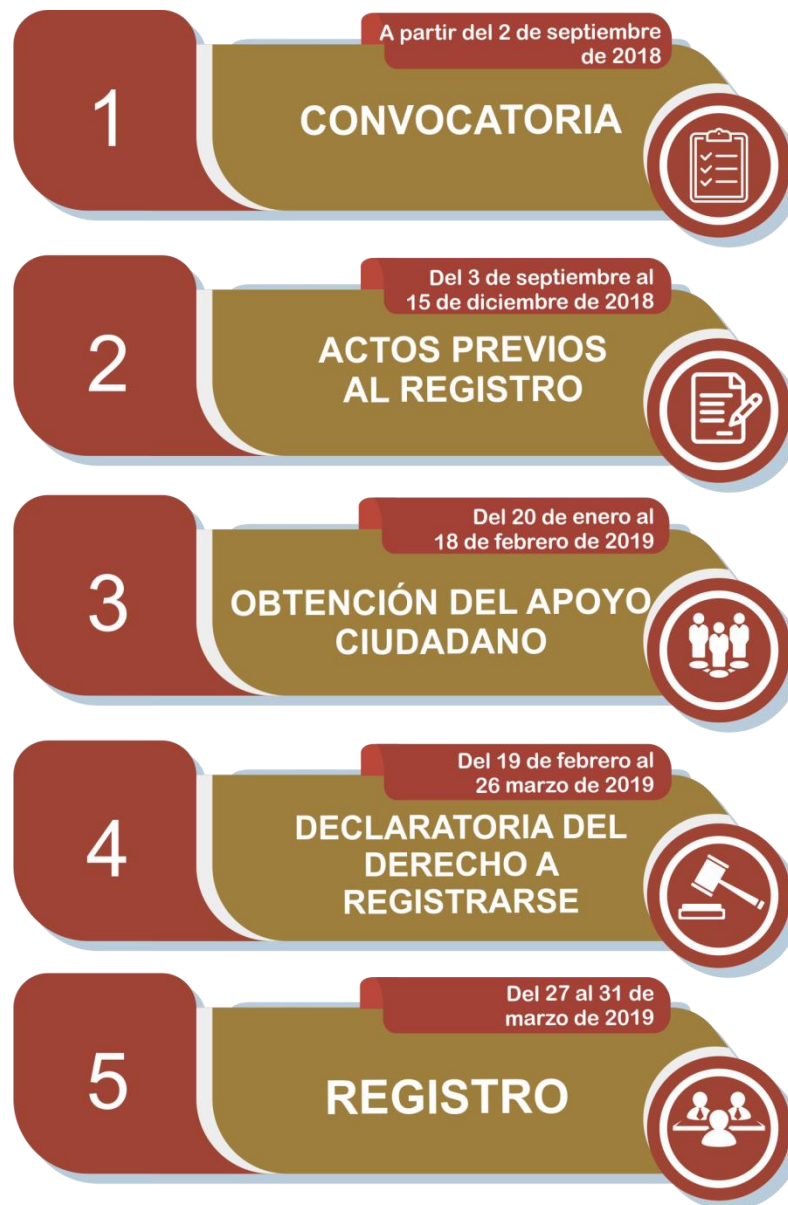 A partir del 2 de septiembre
de 2018
1
CONVOCATORIA
Del 3 de septiembre al
15 de diciembre de 2018
2
ACTOS PREVIOS
AL REGISTRO
Del 20 de enero al
18 de febrero de 2019
3
OBTENCIÓN DEL APOYO
CIUDADANO
Del 19 de febrero al
26 marzo de 2019
4
DECLARATORIA DEL
DERECHO A
REGISTRARSE
Del 27 al 31 de
marzo de 2019
5
REGISTRO